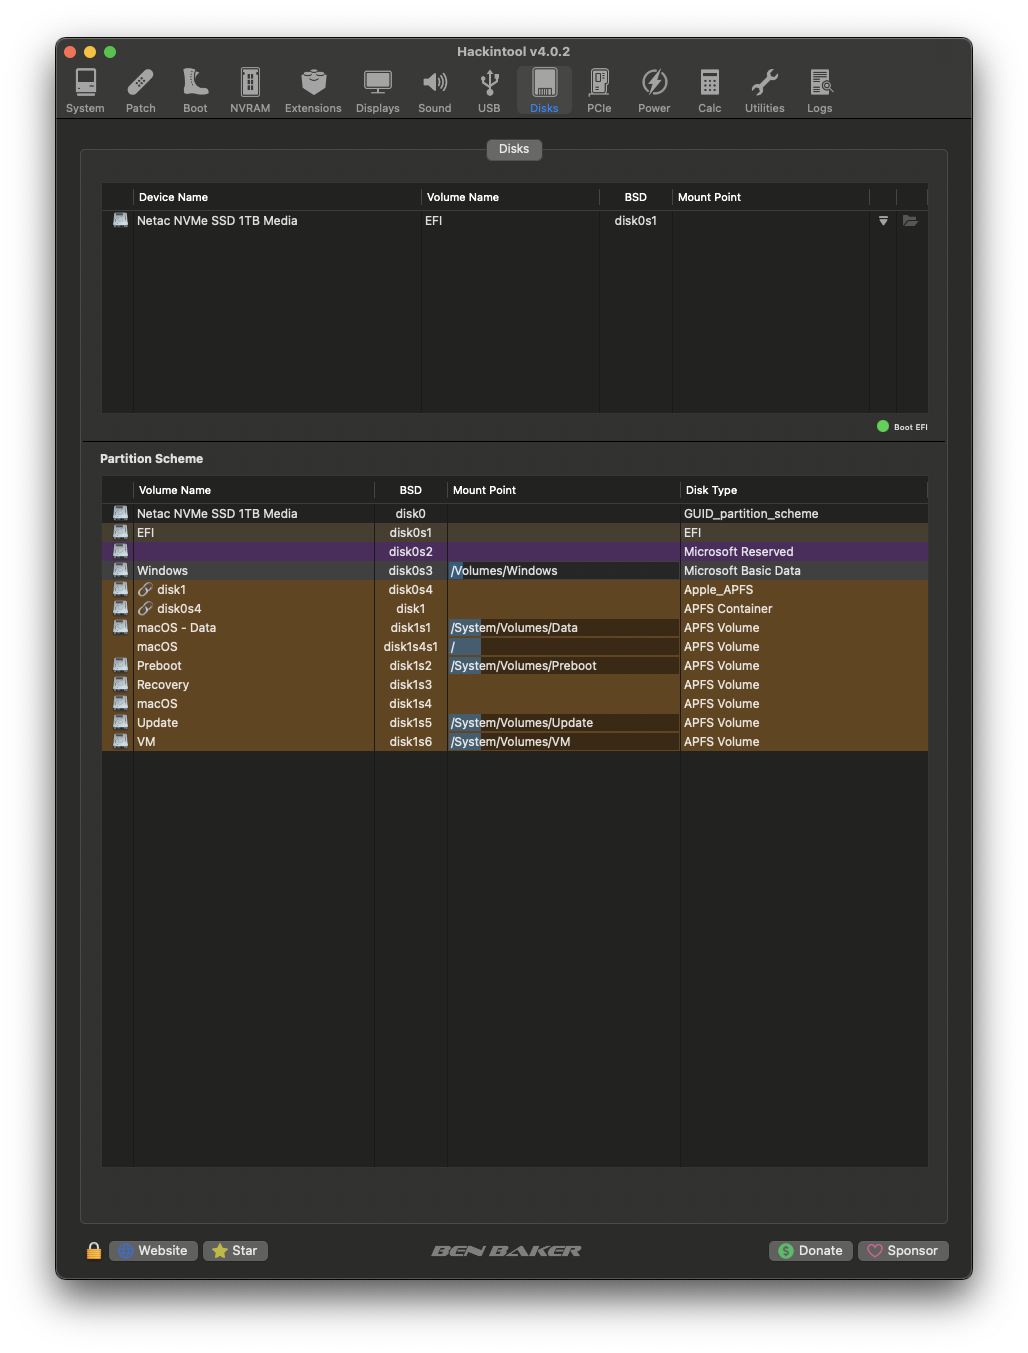 Hackintool v4.0.2
System Patch Boot NVRAM Extensions Displays Sound USB Disks PCIe Power Calc Utilities Logs
Disks
Device Name Volume Name BSD Mount Point
Netac NVMe SSD 1TB Media EFI disk0s1
Boot EFI
Partition Scheme
Volume Name BSD Mount Point Disk Type
Netac NVMe SSD 1TB Media disk0 GUID_partition_scheme
EFI disk0s1 EFI
disk0s2 Microsoft Reserved
Windows disk0s3 /Volumes/Windows Microsoft Basic Data
disk1 disk0s4 Apple_APFS
disk0s4 disk1 APFS Container
macOS - Data disk1s1 /System/Volumes/Data APFS Volume
macOS disk1s4s1 / APFS Volume
Preboot disk1s2 /System/Volumes/Preboot APFS Volume
Recovery disk1s3 APFS Volume
macOS disk1s4 APFS Volume
Update disk1s5 /System/Volumes/Update APFS Volume
VM disk1s6 /System/Volumes/VM APFS Volume
Website Star BEN BAKER Donate Sponsor